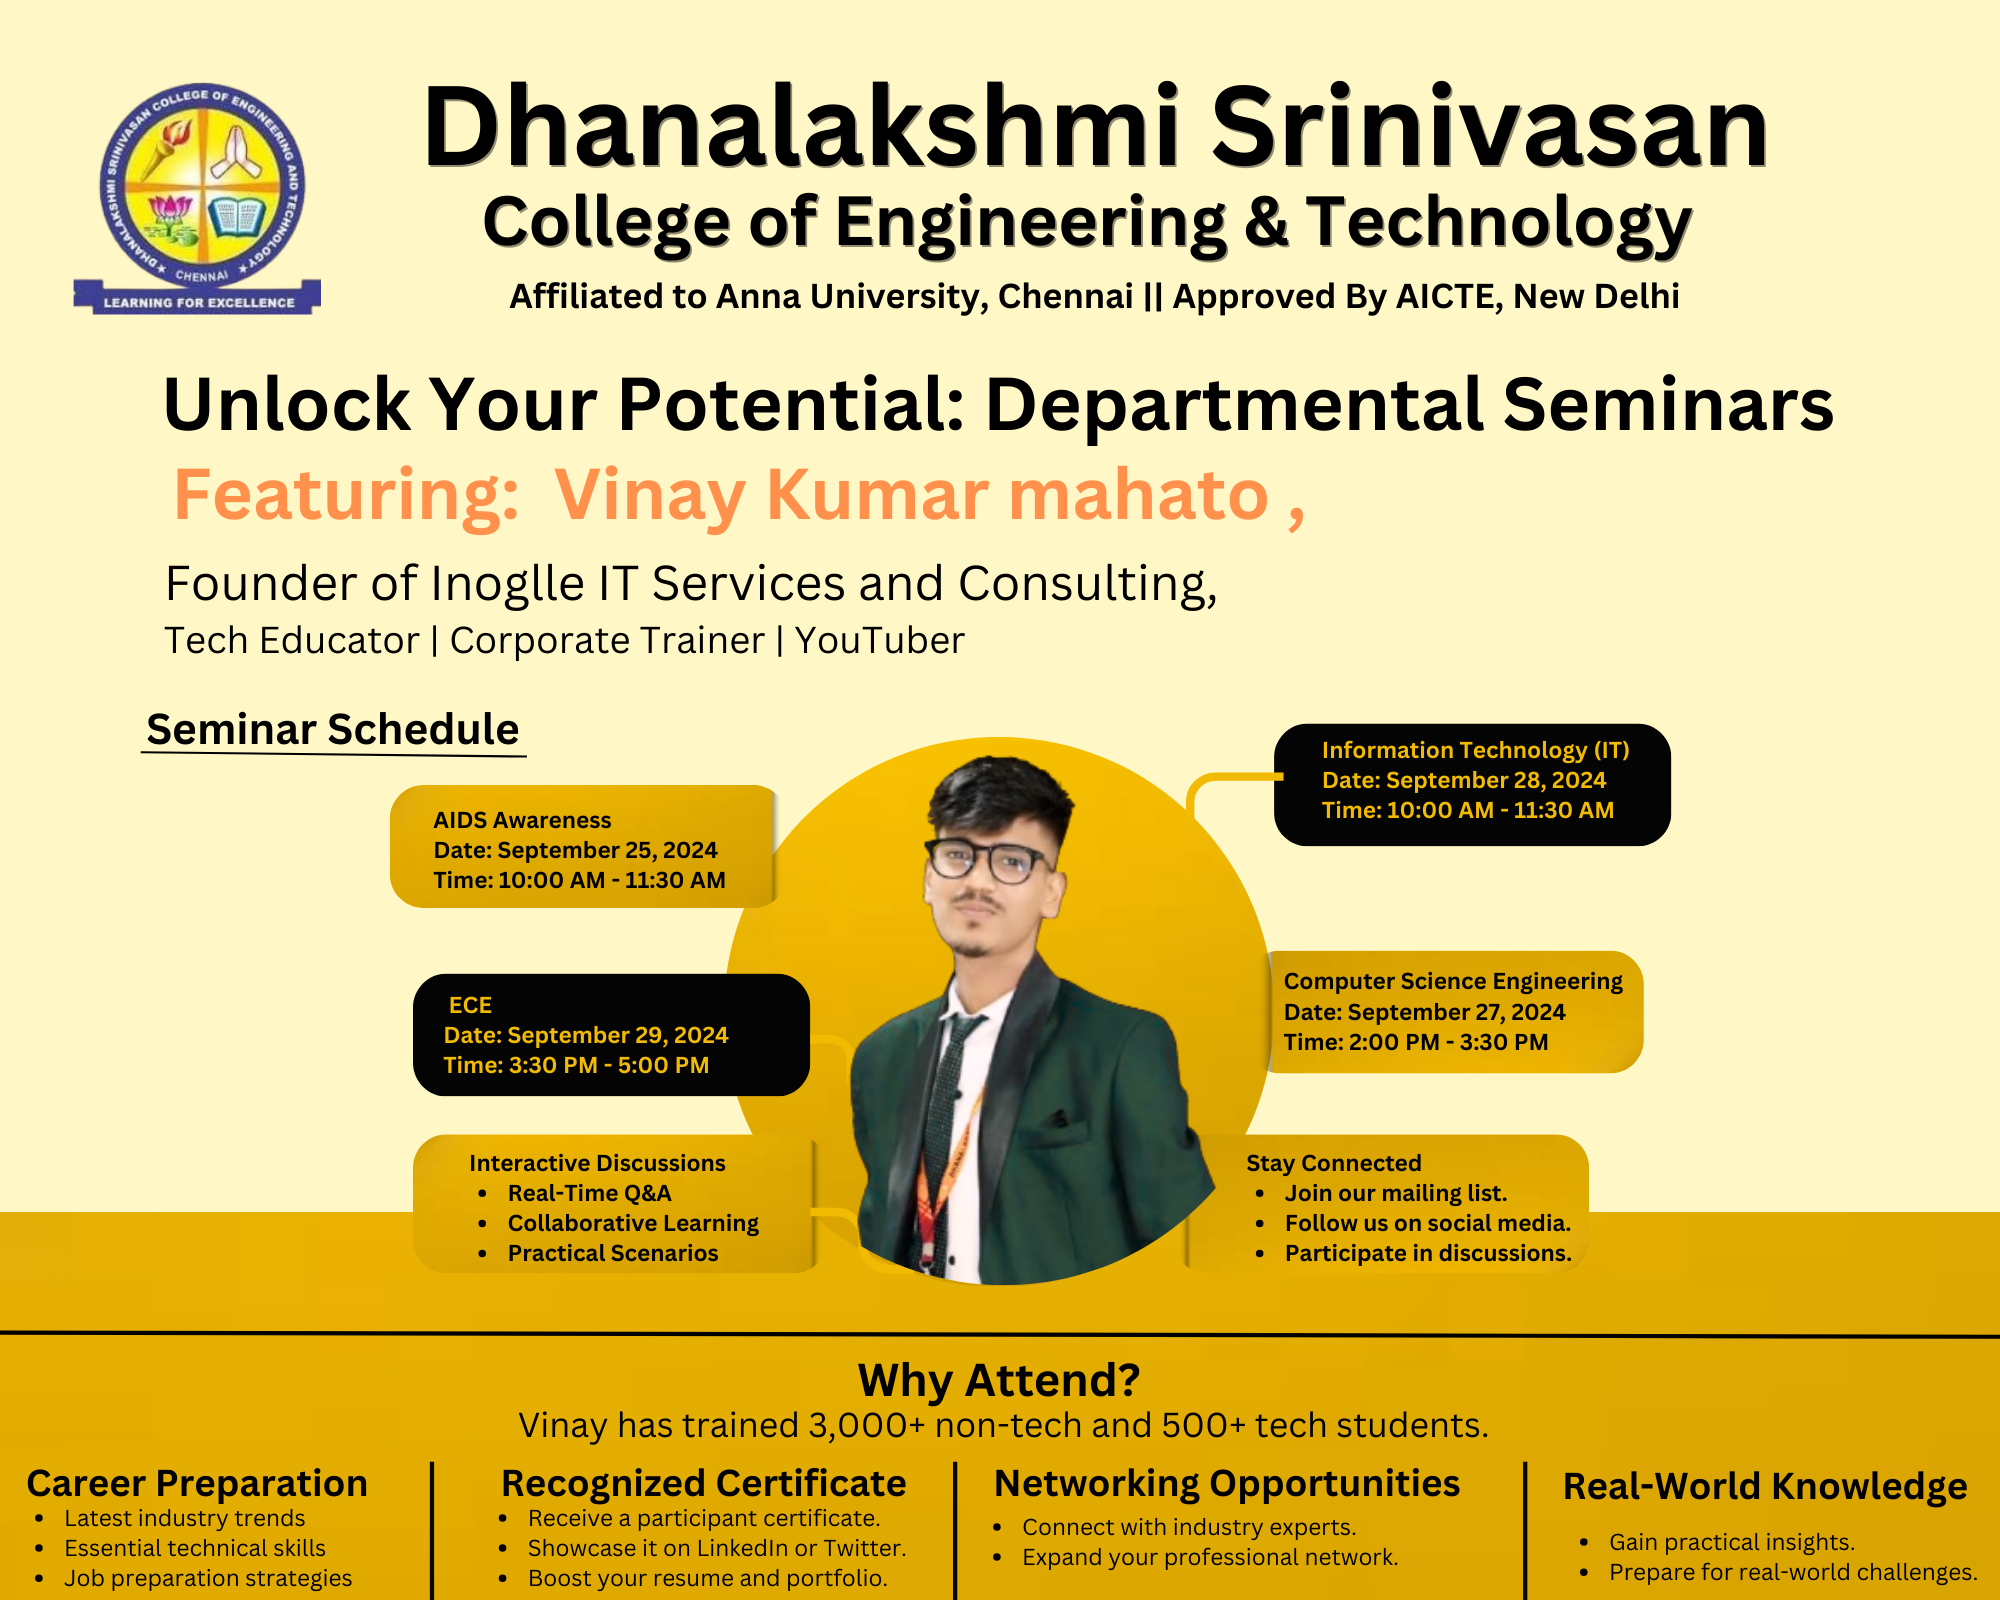 DHANALAKSHMI SRINIVASAN COLLEGE OF ENGINEERING AND TECHNOLOGY
★ CHENNAI ★
LEARNING FOR EXCELLENCE
Dhanalakshmi Srinivasan
College of Engineering & Technology
Affiliated to Anna University, Chennai || Approved By AICTE, New Delhi
Unlock Your Potential: Departmental Seminars
Featuring: Vinay Kumar mahato ,
Founder of Inoglle IT Services and Consulting,
Tech Educator | Corporate Trainer | YouTuber
Seminar Schedule
AIDS Awareness
Date: September 25, 2024
Time: 10:00 AM - 11:30 AM
Information Technology (IT)
Date: September 28, 2024
Time: 10:00 AM - 11:30 AM
ECE
Date: September 29, 2024
Time: 3:30 PM - 5:00 PM
Computer Science Engineering
Date: September 27, 2024
Time: 2:00 PM - 3:30 PM
Interactive Discussions
• Real-Time Q&A
• Collaborative Learning
• Practical Scenarios
Stay Connected
• Join our mailing list.
• Follow us on social media.
• Participate in discussions.
Why Attend?
Vinay has trained 3,000+ non-tech and 500+ tech students.
Career Preparation
• Latest industry trends
• Essential technical skills
• Job preparation strategies
Recognized Certificate
• Receive a participant certificate.
• Showcase it on LinkedIn or Twitter.
• Boost your resume and portfolio.
Networking Opportunities
• Connect with industry experts.
• Expand your professional network.
Real-World Knowledge
• Gain practical insights.
• Prepare for real-world challenges.